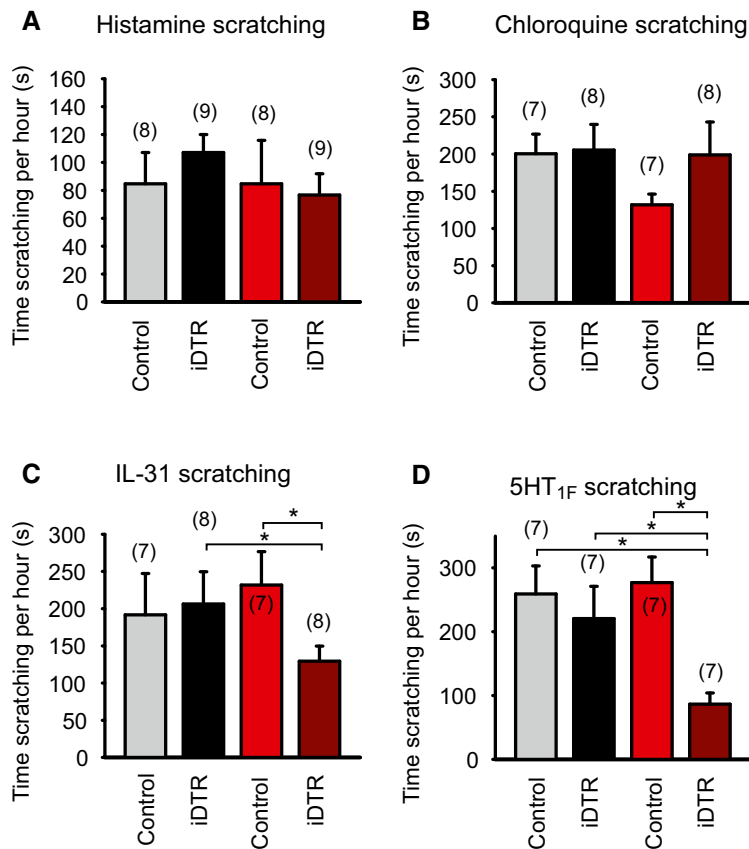 A Histamine scratching
Time scratching per hour (s)
160
140
120
100
80
60
40
20
0
(8)
(9)
(8)
(9)
Control
iDTR
Control
iDTR
B Chloroquine scratching
Time scratching per hour (s)
300
250
200
150
100
50
0
(7)
(8)
(7)
(8)
Control
iDTR
Control
iDTR
C IL-31 scratching
Time scratching per hour (s)
300
250
200
150
100
50
0
(7)
(8)
(7)
(8)
*
*
Control
iDTR
Control
iDTR
D 5HT1F scratching
Time scratching per hour (s)
300
200
100
0
(7)
(7)
(7)
(7)
*
*
*
Control
iDTR
Control
iDTR